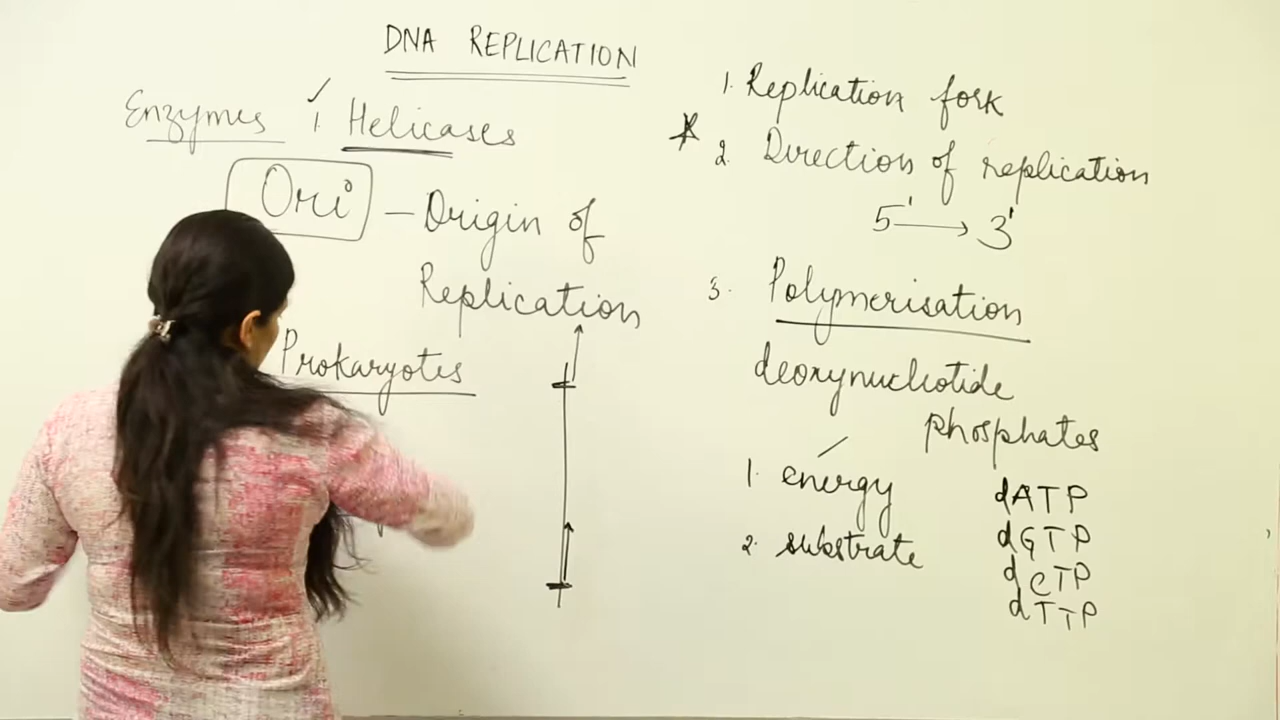 DNA REPLICATION
Enzymes 1. Helicases
Ori - Origin of
Replication
Prokaryotes
1. Replication fork
2. Direction of replication
5' → 3'
3. Polymerisation
deoxynucleotide
phosphates
1. energy
2. substrate
dATP
dGTP
dCTP
dTTP